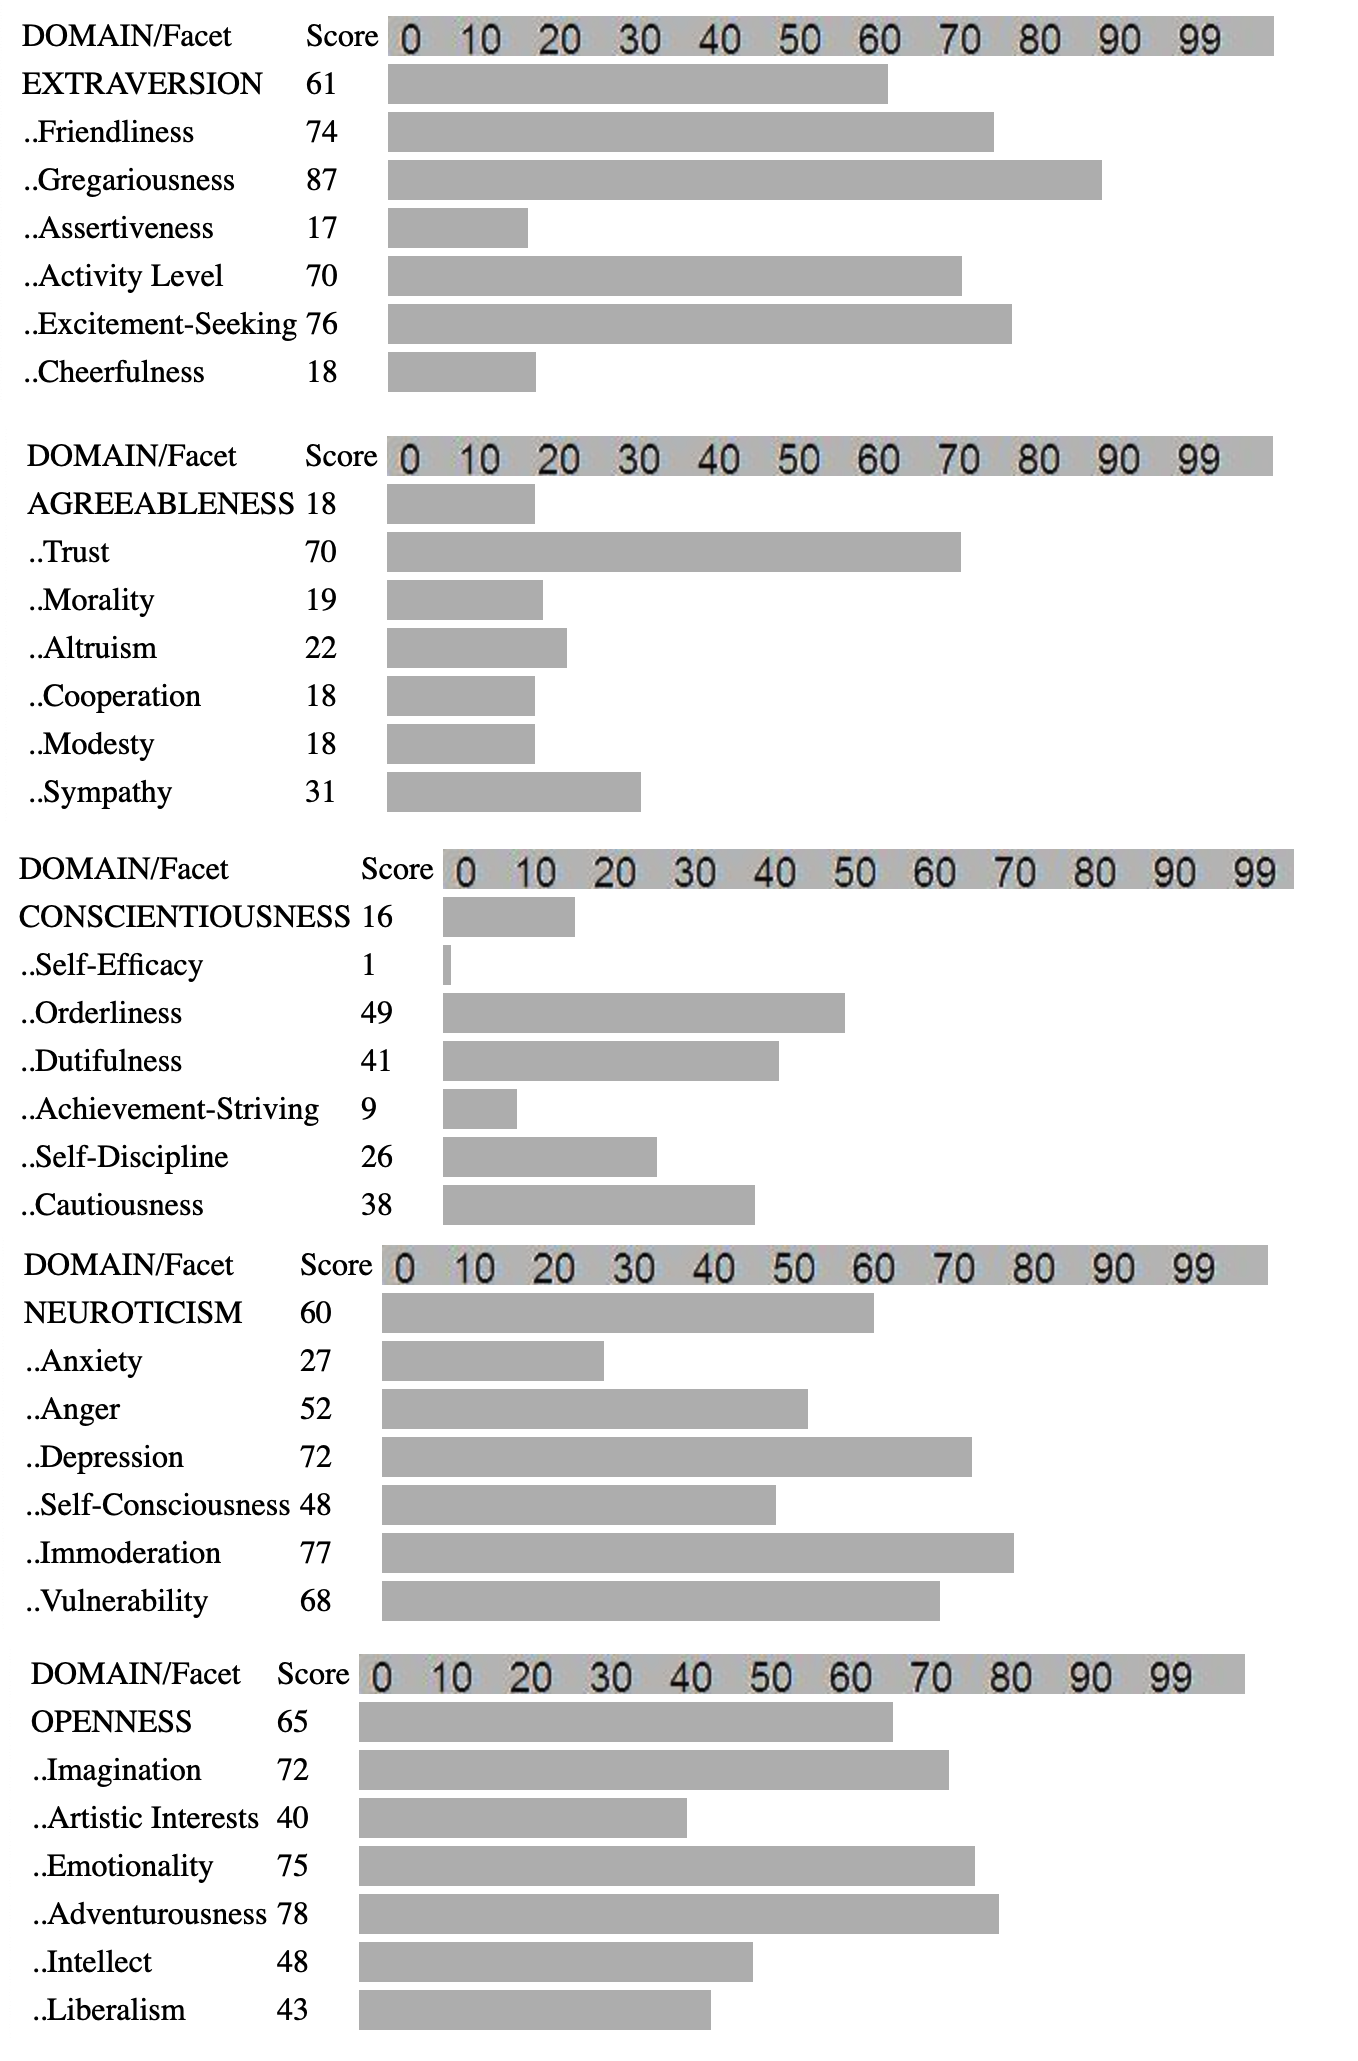 DOMAIN/Facet Score 0 10 20 30 40 50 60 70 80 90 99
EXTRAVERSION 61
..Friendliness 74
..Gregariousness 87
..Assertiveness 17
..Activity Level 70
..Excitement-Seeking 76
..Cheerfulness 18
DOMAIN/Facet Score 0 10 20 30 40 50 60 70 80 90 99
AGREEABLENESS 18
..Trust 70
..Morality 19
..Altruism 22
..Cooperation 18
..Modesty 18
..Sympathy 31
DOMAIN/Facet Score 0 10 20 30 40 50 60 70 80 90 99
CONSCIENTIOUSNESS 16
..Self-Efficacy 1
..Orderliness 49
..Dutifulness 41
..Achievement-Striving 9
..Self-Discipline 26
..Cautiousness 38
DOMAIN/Facet Score 0 10 20 30 40 50 60 70 80 90 99
NEUROTICISM 60
..Anxiety 27
..Anger 52
..Depression 72
..Self-Consciousness 48
..Immoderation 77
..Vulnerability 68
DOMAIN/Facet Score 0 10 20 30 40 50 60 70 80 90 99
OPENNESS 65
..Imagination 72
..Artistic Interests 40
..Emotionality 75
..Adventurousness 78
..Intellect 48
..Liberalism 43